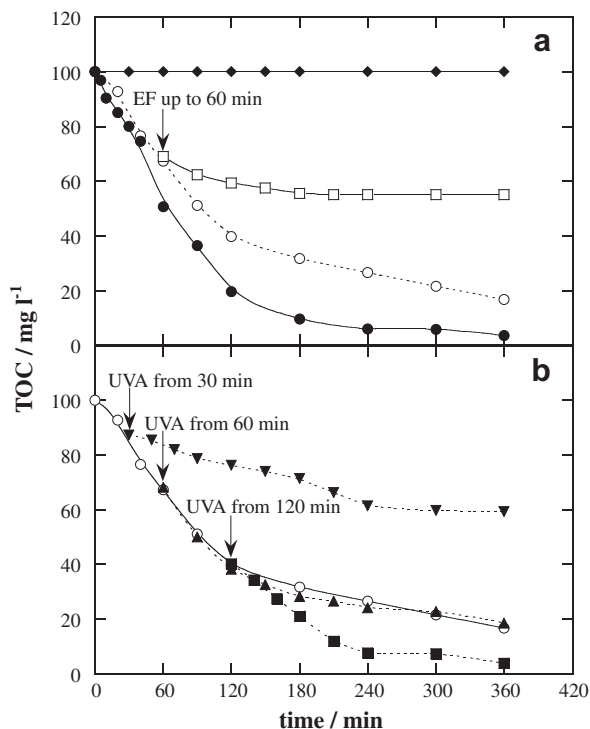 120
a
100
EF up to 60 min
80
60
40
20
0
TOC / mg l⁻¹
b
UVA from 30 min
100
UVA from 60 min
80
60
UVA from 120 min
40
20
0
0 60 120 180 240 300 360 420
time / min